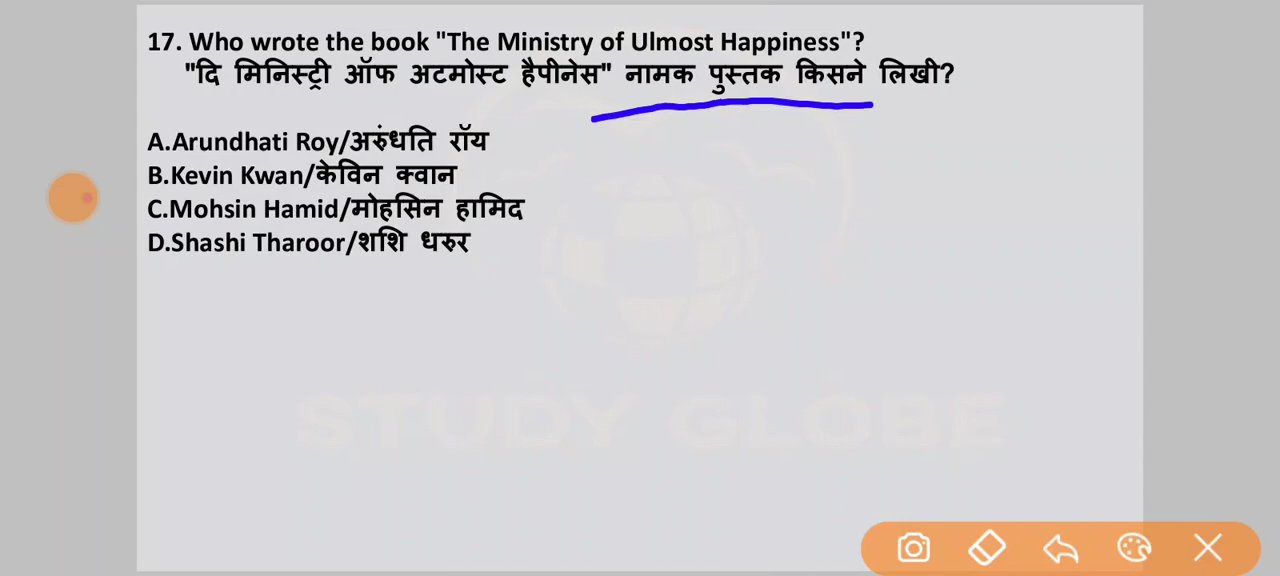 17. Who wrote the book "The Ministry of Ulmost Happiness"?
"दि मिनिस्ट्री ऑफ अटमोस्ट हैपीनेस" नामक पुस्तक किसने लिखी?
A.Arundhati Roy/अरुंधति रॉय
B.Kevin Kwan/केविन क्वान
C.Mohsin Hamid/मोहसिन हामिद
D.Shashi Tharoor/शशि धरुर
STUDY GLOBE